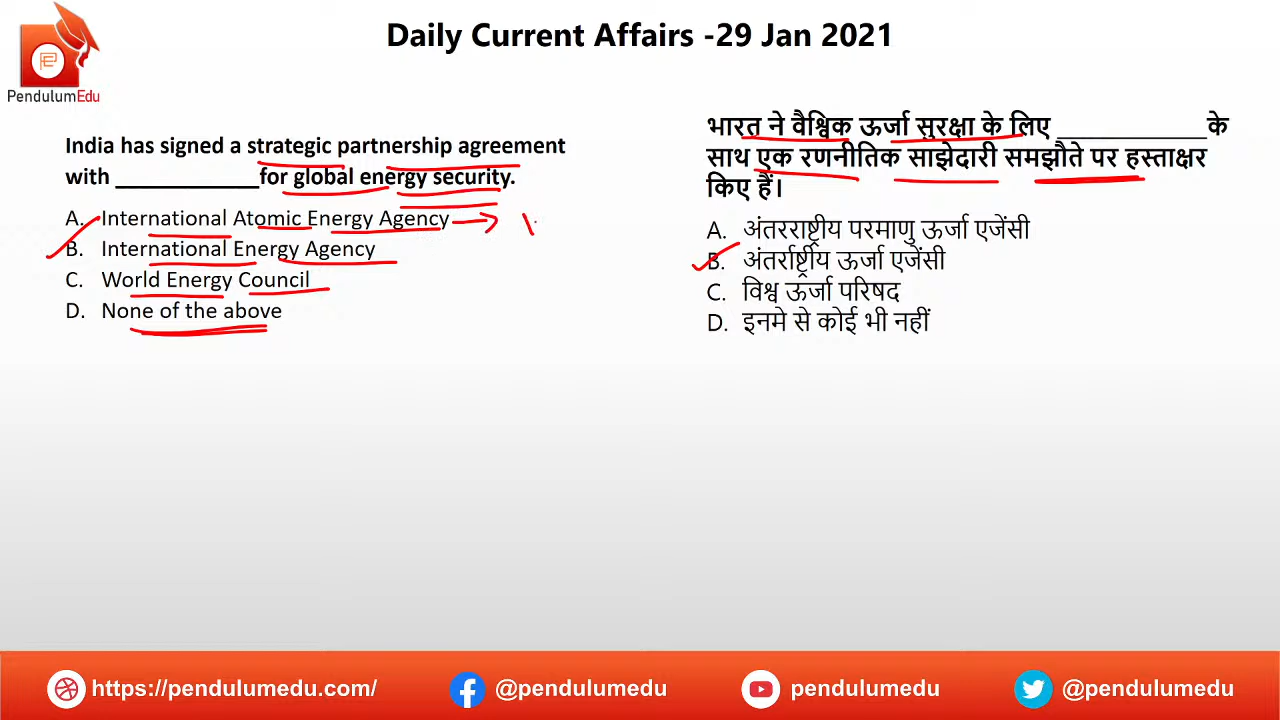 Daily Current Affairs -29 Jan 2021
PendulumEdu
India has signed a strategic partnership agreement
with ____________for global energy security.
A. International Atomic Energy Agency
B. International Energy Agency
C. World Energy Council
D. None of the above
भारत ने वैश्विक ऊर्जा सुरक्षा के लिए ____________के
साथ एक रणनीतिक साझेदारी समझौते पर हस्ताक्षर
किए हैं।
A. अंतरराष्ट्रीय परमाणु ऊर्जा एजेंसी
B. अंतर्राष्ट्रीय ऊर्जा एजेंसी
C. विश्व ऊर्जा परिषद
D. इनमे से कोई भी नहीं
https://pendulumedu.com/
@pendulumedu
pendulumedu
@pendulumedu